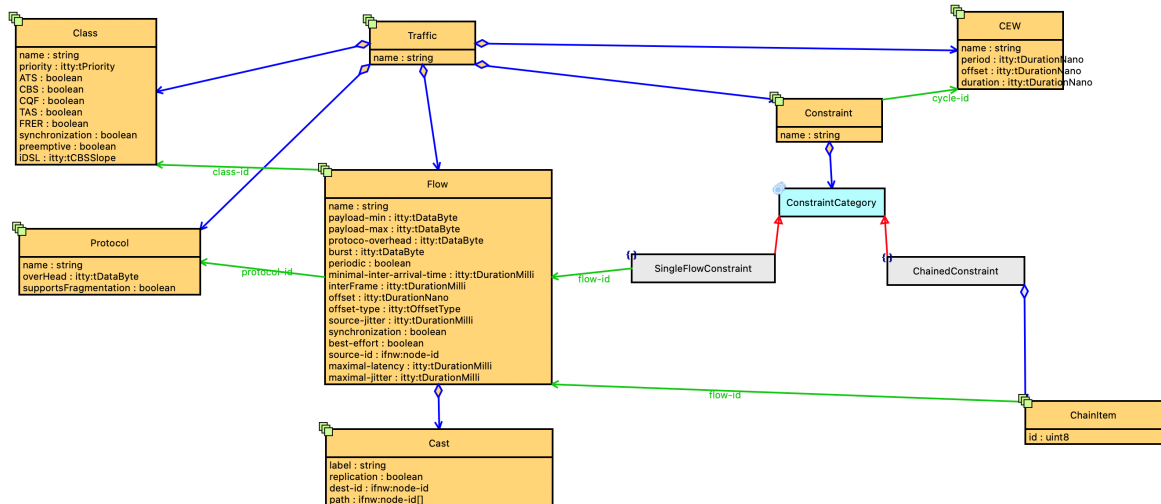 Class
name : string
priority : itty:tPriority
ATS : boolean
CBS : boolean
CQF : boolean
TAS : boolean
FRER : boolean
synchronization : boolean
preemptive : boolean
iDSL : itty:tCBSSlope
Traffic
name : string
CEW
name : string
period : itty:tDurationNano
offset : itty:tDurationNano
duration : itty:tDurationNano
cycle-id
Constraint
name : string
class-id
Flow
name : string
payload-min : itty:tDataByte
payload-max : itty:tDataByte
protoco-overhead : itty:tDataByte
burst : itty:tDataByte
periodic : boolean
minimal-inter-arrival-time : itty:tDurationMilli
interFrame : itty:tDurationMilli
offset : itty:tDurationNano
offset-type : itty:tOffsetType
source-jitter : itty:tDurationMilli
synchronization : boolean
best-effort : boolean
source-id : ifnw:node-id
maximal-latency : itty:tDurationMilli
maximal-jitter : itty:tDurationMilli
ConstraintCategory
Protocol
name : string
overHead : itty:tDataByte
supportsFragmentation : boolean
protocol-id
flow-id
SingleFlowConstraint
ChainedConstraint
flow-id
ChainItem
id : uint8
Cast
label : string
replication : boolean
dest-id : ifnw:node-id
path : ifnw:node-id[]